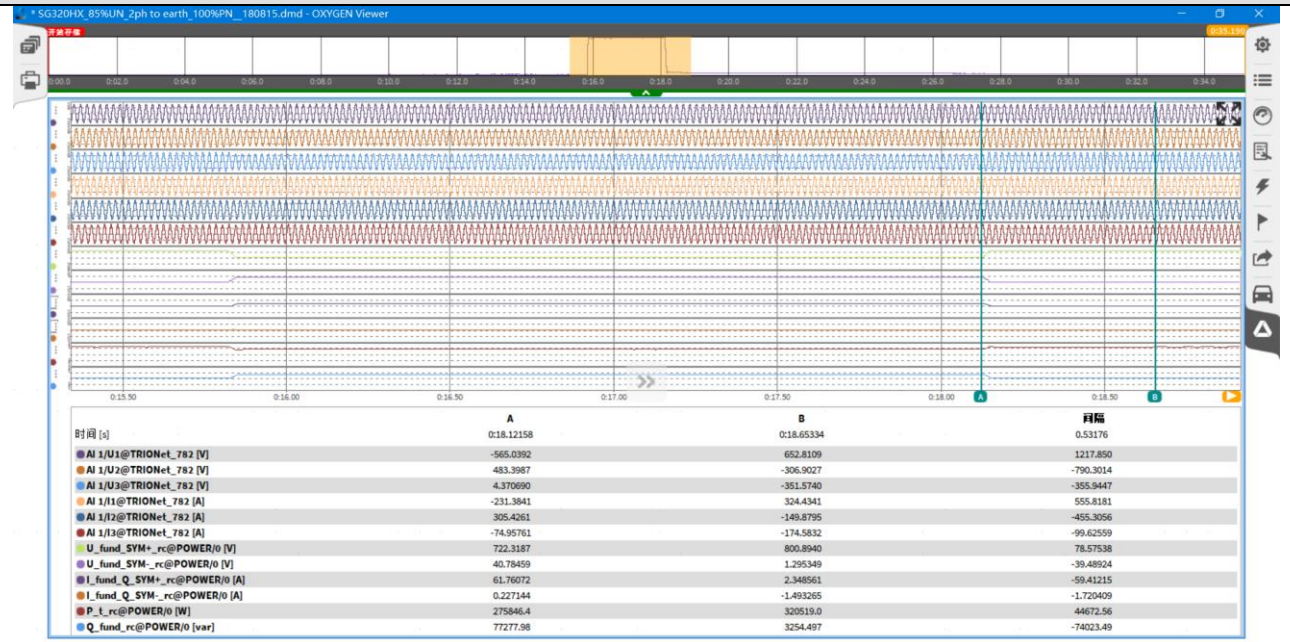 * SG320HX_85%UN_2ph to earth_100%PN__180815.dmd - OXYGEN Viewer
开始存储 0:35.190
0:00.0 0:02.0 0:04.0 0:06.0 0:08.0 0:10.0 0:12.0 0:14.0 0:16.0 0:18.0 0:20.0 0:22.0 0:24.0 0:26.0 0:28.0 0:30.0 0:32.0 0:34.0
0:15.50 0:16.00 0:16.50 0:17.00 0:17.50 0:18.00 A 0:18.50 B
A B 间隔
时间 [s] 0:18.12158 0:18.65334 0.53176
AI 1/U1@TRIONet_782 [V] -565.0392 652.8109 1217.850
AI 1/U2@TRIONet_782 [V] 483.3987 -306.9027 -790.3014
AI 1/U3@TRIONet_782 [V] 4.370690 -351.5740 -355.9447
AI 1/I1@TRIONet_782 [A] -231.3841 324.4341 555.8181
AI 1/I2@TRIONet_782 [A] 305.4261 -149.8795 -455.3056
AI 1/I3@TRIONet_782 [A] -74.95761 -174.5832 -99.62559
U_fund_SYM+_rc@POWER/0 [V] 722.3187 800.8940 78.57538
U_fund_SYM-_rc@POWER/0 [V] 40.78459 1.295349 -39.48924
I_fund_Q_SYM+_rc@POWER/0 [A] 61.76072 2.348561 -59.41215
I_fund_Q_SYM-_rc@POWER/0 [A] 0.227144 -1.493265 -1.720409
P_t_rc@POWER/0 [W] 275846.4 320519.0 44672.56
Q_fund_rc@POWER/0 [var] 77277.98 3254.497 -74023.49